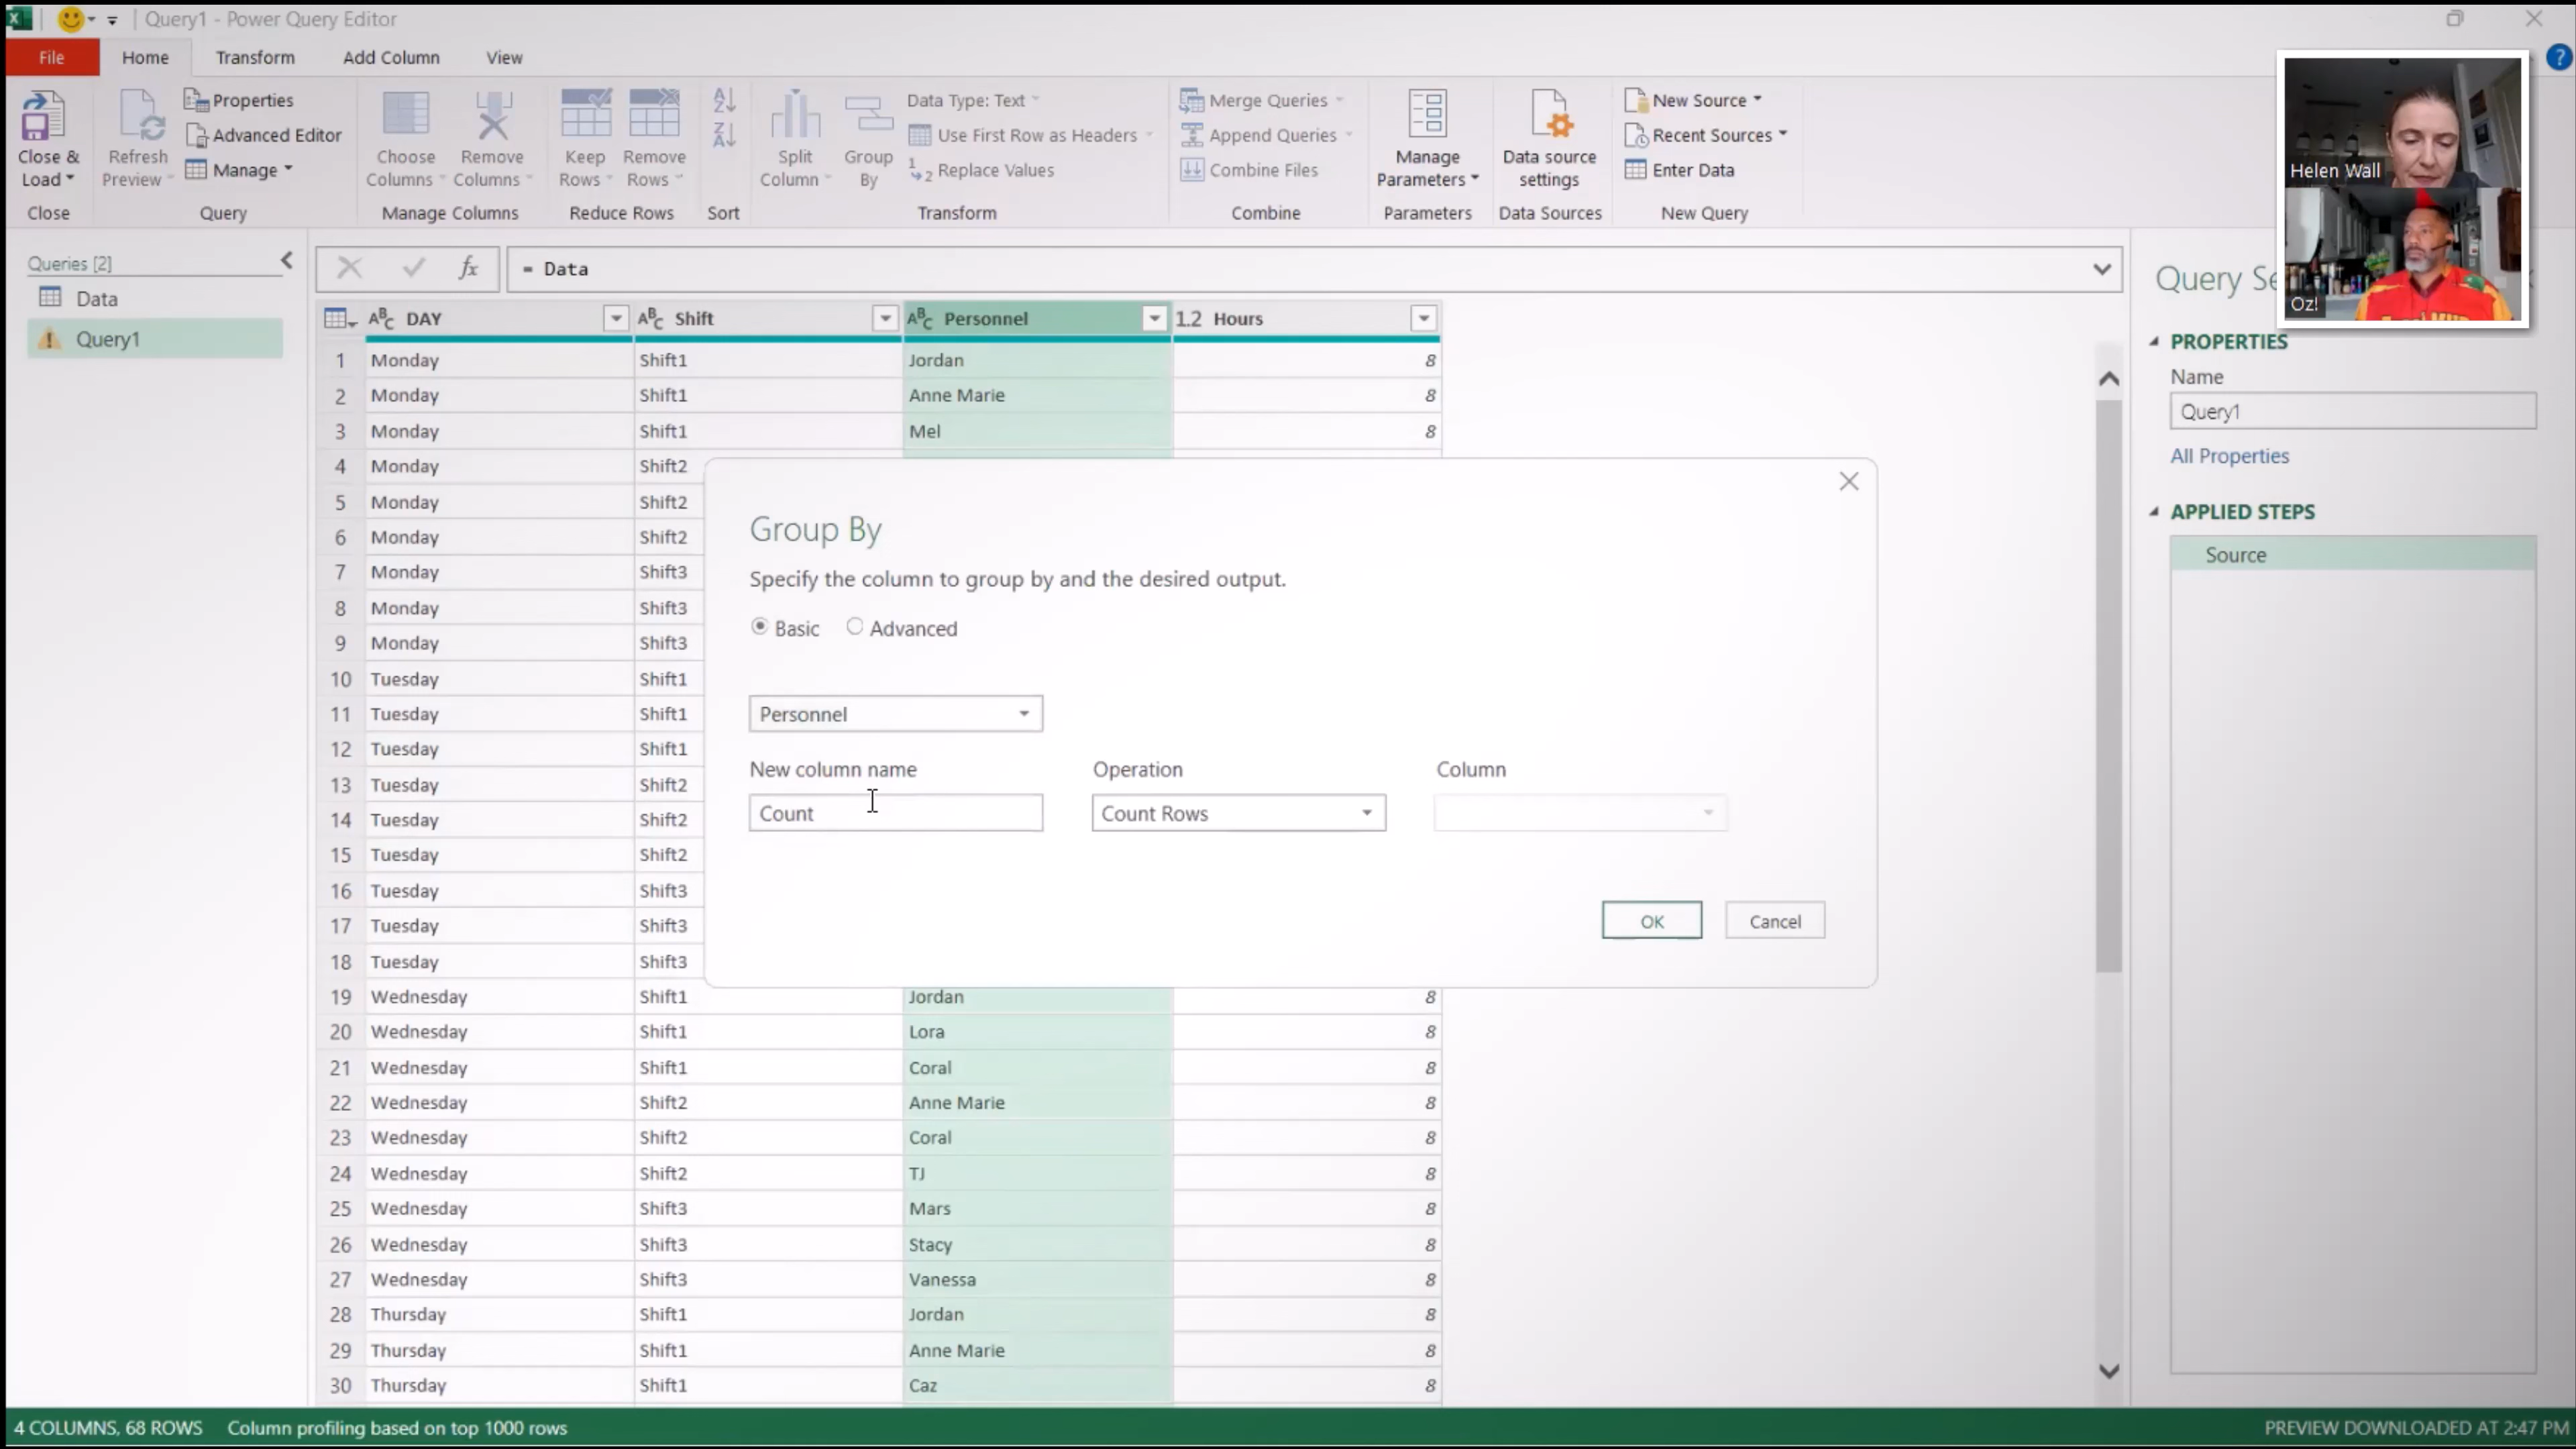 Query1 - Power Query Editor
File Home Transform Add Column View
Close & Load
Refresh Preview
Properties
Advanced Editor
Manage
Choose Columns
Remove Columns
Keep Rows
Remove Rows
Split Column
Group By
Data Type: Text
Use First Row as Headers
Replace Values
Merge Queries
Append Queries
Combine Files
Manage Parameters
Data source settings
New Source
Recent Sources
Enter Data
Close Query Manage Columns Reduce Rows Sort Transform Combine Parameters Data Sources New Query
Helen Wall
Oz!
Queries [2]
Data
Query1
fx = Data
DAY Shift Personnel 1.2 Hours
1 Monday Shift1 Jordan 8
2 Monday Shift1 Anne Marie 8
3 Monday Shift1 Mel 8
4 Monday Shift2
5 Monday Shift2
6 Monday Shift2
7 Monday Shift3
8 Monday Shift3
9 Monday Shift3
10 Tuesday Shift1
11 Tuesday Shift1
12 Tuesday Shift1
13 Tuesday Shift2
14 Tuesday Shift2
15 Tuesday Shift2
16 Tuesday Shift3
17 Tuesday Shift3
18 Tuesday Shift3
19 Wednesday Shift1 Jordan 8
20 Wednesday Shift1 Lora 8
21 Wednesday Shift1 Coral 8
22 Wednesday Shift2 Anne Marie 8
23 Wednesday Shift2 Coral 8
24 Wednesday Shift2 TJ 8
25 Wednesday Shift3 Mars 8
26 Wednesday Shift3 Stacy 8
27 Wednesday Shift3 Vanessa 8
28 Thursday Shift1 Jordan 8
29 Thursday Shift1 Anne Marie 8
30 Thursday Shift1 Caz 8
Group By
Specify the column to group by and the desired output.
Basic Advanced
Personnel
New column name Operation Column
Count Count Rows
OK Cancel
Query Se
PROPERTIES
Name
Query1
All Properties
APPLIED STEPS
Source
4 COLUMNS, 68 ROWS Column profiling based on top 1000 rows
PREVIEW DOWNLOADED AT 2:47 PM